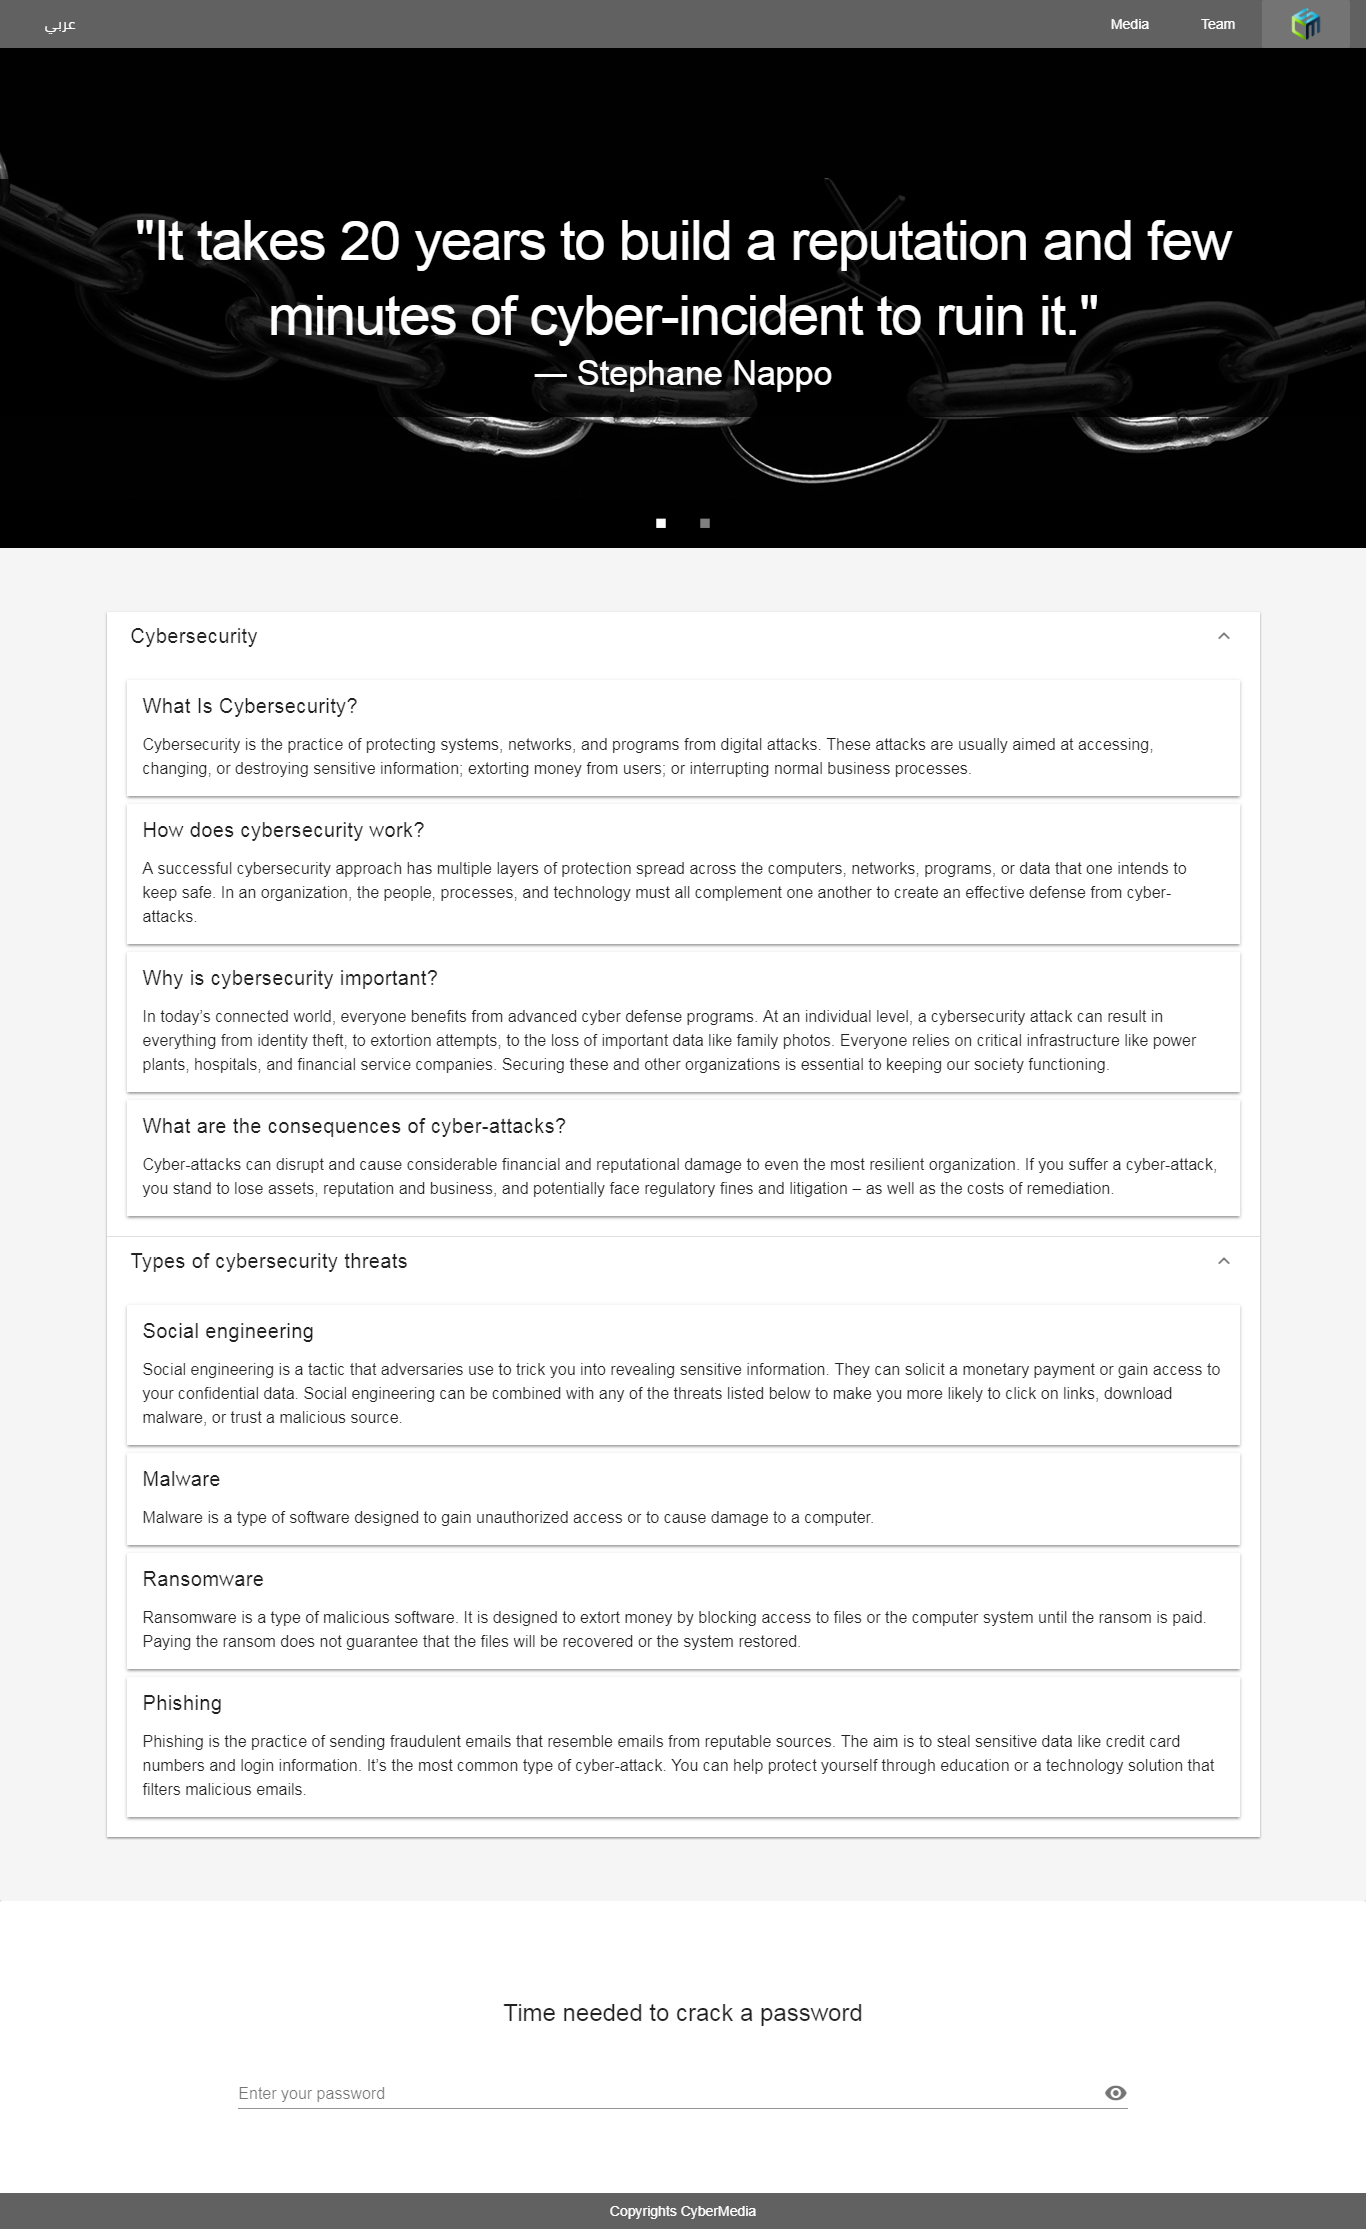 عربي
Media
Team
"It takes 20 years to build a reputation and few
minutes of cyber-incident to ruin it."
— Stephane Nappo
Cybersecurity
What Is Cybersecurity?
Cybersecurity is the practice of protecting systems, networks, and programs from digital attacks. These attacks are usually aimed at accessing,
changing, or destroying sensitive information; extorting money from users; or interrupting normal business processes.
How does cybersecurity work?
A successful cybersecurity approach has multiple layers of protection spread across the computers, networks, programs, or data that one intends to
keep safe. In an organization, the people, processes, and technology must all complement one another to create an effective defense from cyber-
attacks.
Why is cybersecurity important?
In today’s connected world, everyone benefits from advanced cyber defense programs. At an individual level, a cybersecurity attack can result in
everything from identity theft, to extortion attempts, to the loss of important data like family photos. Everyone relies on critical infrastructure like power
plants, hospitals, and financial service companies. Securing these and other organizations is essential to keeping our society functioning.
What are the consequences of cyber-attacks?
Cyber-attacks can disrupt and cause considerable financial and reputational damage to even the most resilient organization. If you suffer a cyber-attack,
you stand to lose assets, reputation and business, and potentially face regulatory fines and litigation – as well as the costs of remediation.
Types of cybersecurity threats
Social engineering
Social engineering is a tactic that adversaries use to trick you into revealing sensitive information. They can solicit a monetary payment or gain access to
your confidential data. Social engineering can be combined with any of the threats listed below to make you more likely to click on links, download
malware, or trust a malicious source.
Malware
Malware is a type of software designed to gain unauthorized access or to cause damage to a computer.
Ransomware
Ransomware is a type of malicious software. It is designed to extort money by blocking access to files or the computer system until the ransom is paid.
Paying the ransom does not guarantee that the files will be recovered or the system restored.
Phishing
Phishing is the practice of sending fraudulent emails that resemble emails from reputable sources. The aim is to steal sensitive data like credit card
numbers and login information. It’s the most common type of cyber-attack. You can help protect yourself through education or a technology solution that
filters malicious emails.
Time needed to crack a password
Enter your password
Copyrights CyberMedia